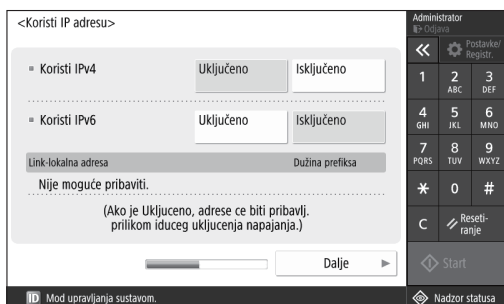 <Koristi IP adresu>
Koristi IPv4
Uključeno
Isključeno
Koristi IPv6
Uključeno
Isključeno
Link-lokalna adresa
Dužina prefiksa
Nije moguće pribaviti.
(Ako je Ukljuceno, adrese ce biti pribavlj.
prilikom iduceg ukljucenja napajanja.)
Dalje
ID Mod upravljanja sustavom.
Administrator
Odjava
Postavke/
Registr.
1
2
ABC
3
DEF
4
GHI
5
JKL
6
MNO
7
PQRS
8
TUV
9
WXYZ
*
0
#
C
Reseti-
ranje
Start
Nadzor statusa